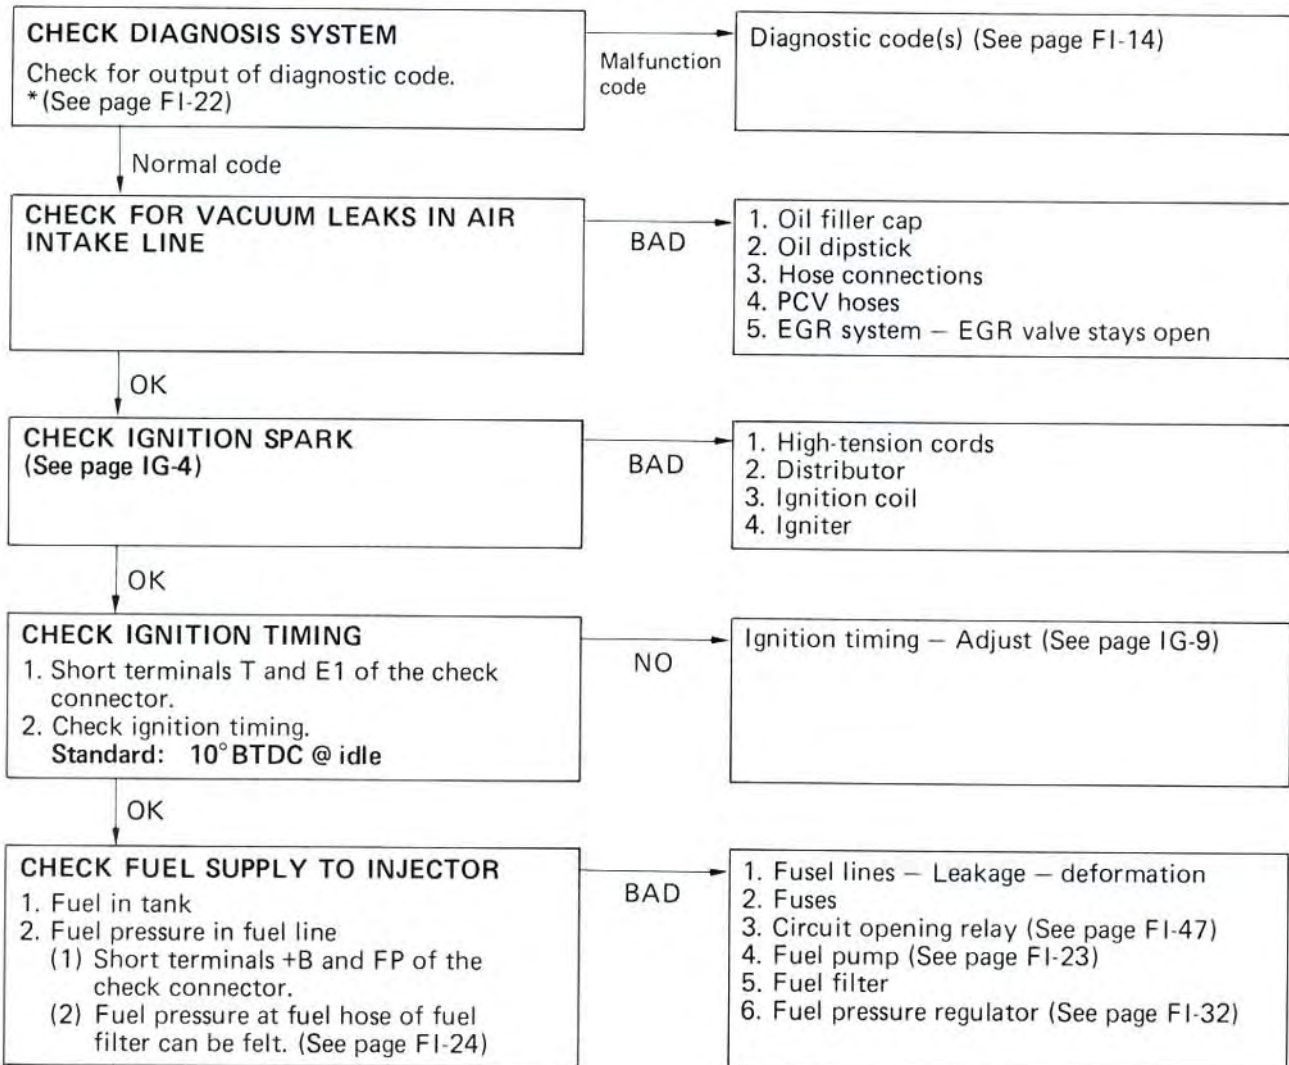 CHECK DIAGNOSIS SYSTEM
Check for output of diagnostic code.
*(See page FI-22)
Malfunction
code
Diagnostic code(s) (See page FI-14)
Normal code
CHECK FOR VACUUM LEAKS IN AIR
INTAKE LINE
BAD
1. Oil filler cap
2. Oil dipstick
3. Hose connections
4. PCV hoses
5. EGR system — EGR valve stays open
OK
CHECK IGNITION SPARK
(See page IG-4)
BAD
1. High-tension cords
2. Distributor
3. Ignition coil
4. Igniter
OK
CHECK IGNITION TIMING
1. Short terminals T and E1 of the check
connector.
2. Check ignition timing.
Standard: 10° BTDC @ idle
NO
Ignition timing — Adjust (See page IG-9)
OK
CHECK FUEL SUPPLY TO INJECTOR
1. Fuel in tank
2. Fuel pressure in fuel line
(1) Short terminals +B and FP of the
check connector.
(2) Fuel pressure at fuel hose of fuel
filter can be felt. (See page FI-24)
BAD
1. Fusel lines — Leakage — deformation
2. Fuses
3. Circuit opening relay (See page FI-47)
4. Fuel pump (See page FI-23)
5. Fuel filter
6. Fuel pressure regulator (See page FI-32)